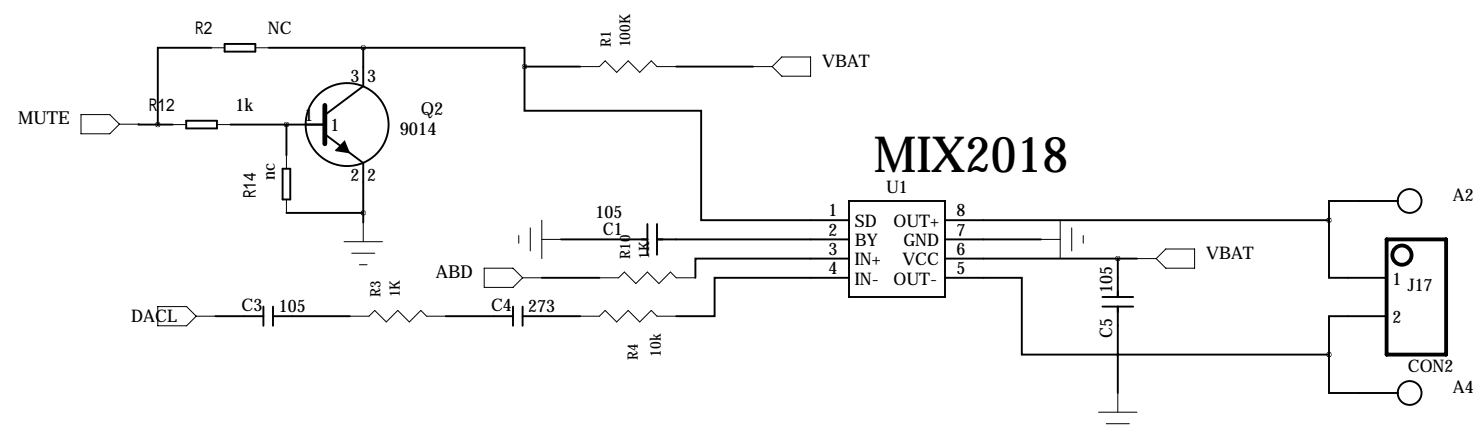 R2 NC
R1
100K
VBAT
3 3
MUTE
R12 1k
1
1
Q2
9014
R14
nc
2 2
MIX2018
U1
105
C1
R10
1K
ABD
DACL
C3 105
R3
1K
C4 273
R4
10k
1 SD OUT+ 8
2 BY GND 7
3 IN+ VCC 6
4 IN- OUT- 5
VBAT
105
C5
A2
1 J17
2
CON2
A4